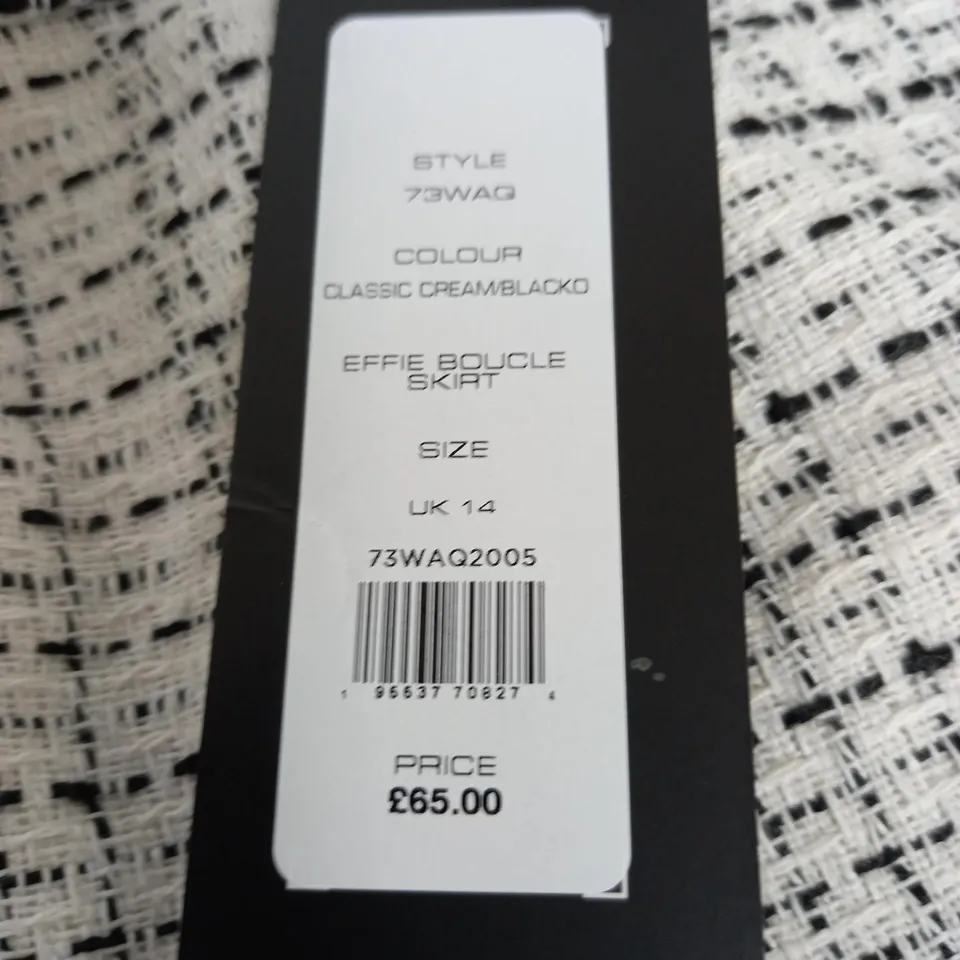 STYLE
73WAQ
COLOUR
CLASSIC CREAM/BLACKO
EFFIE BOUCLE
SKIRT
SIZE
UK 14
73WAQ2005
1 96637 70827 4
PRICE
£65.00